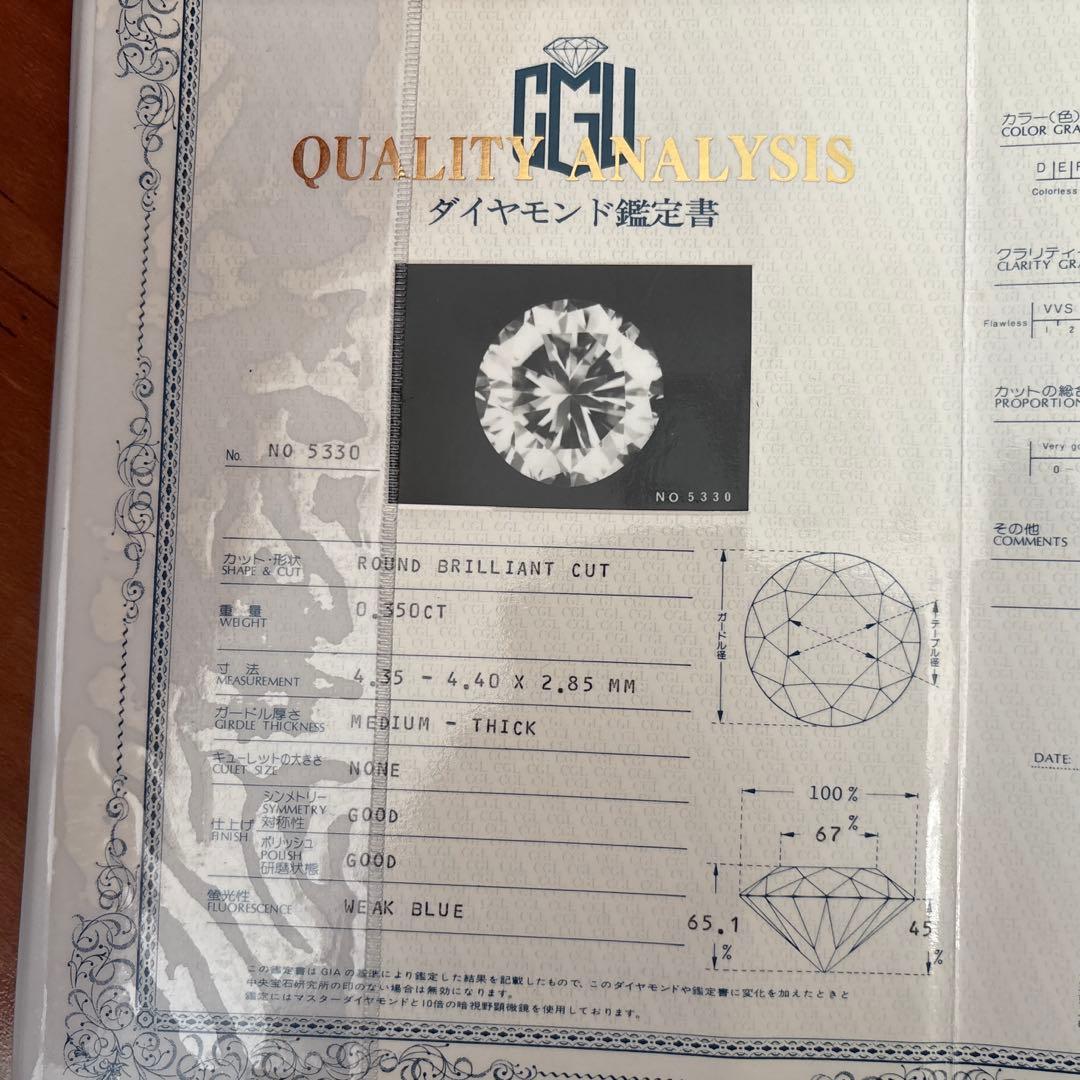 CMU
QUALITY ANALYSIS
ダイヤモンド鑑定書
NO 5330
No. NO 5330
カット・形状
SHAPE & CUT
ROUND BRILLIANT CUT
重量
WEIGHT
0.350CT
寸法
MEASUREMENT
4.35 - 4.40 X 2.85 MM
ガードル厚さ
GIRDLE THICKNESS
MEDIUM - THICK
キューレットの大きさ
CULET SIZE
NONE
仕上げ
FINISH
シンメトリー
SYMMETRY
対称性
GOOD
ポリッシュ
POLISH
研磨状態
GOOD
螢光性
FLUORESCENCE
WEAK BLUE
ガードル径
テーブル径
100%
67%
65.1%
45%
この鑑定書はGIAの基準により鑑定した結果を記載したもので、このダイヤモンドや鑑定書に変化を加えたときと
中央宝石研究所の印のない場合は無効になります。
鑑定にはマスターダイヤモンドと10倍の暗視野顕微鏡を使用しております。
カラー(色)
COLOR GRA
D E F
Colorless
クラリティ
CLARITY GRA
VVS
Flawless
1 2
カットの総合
PROPORTION
Very go
0 -
その他
COMMENTS
DATE: